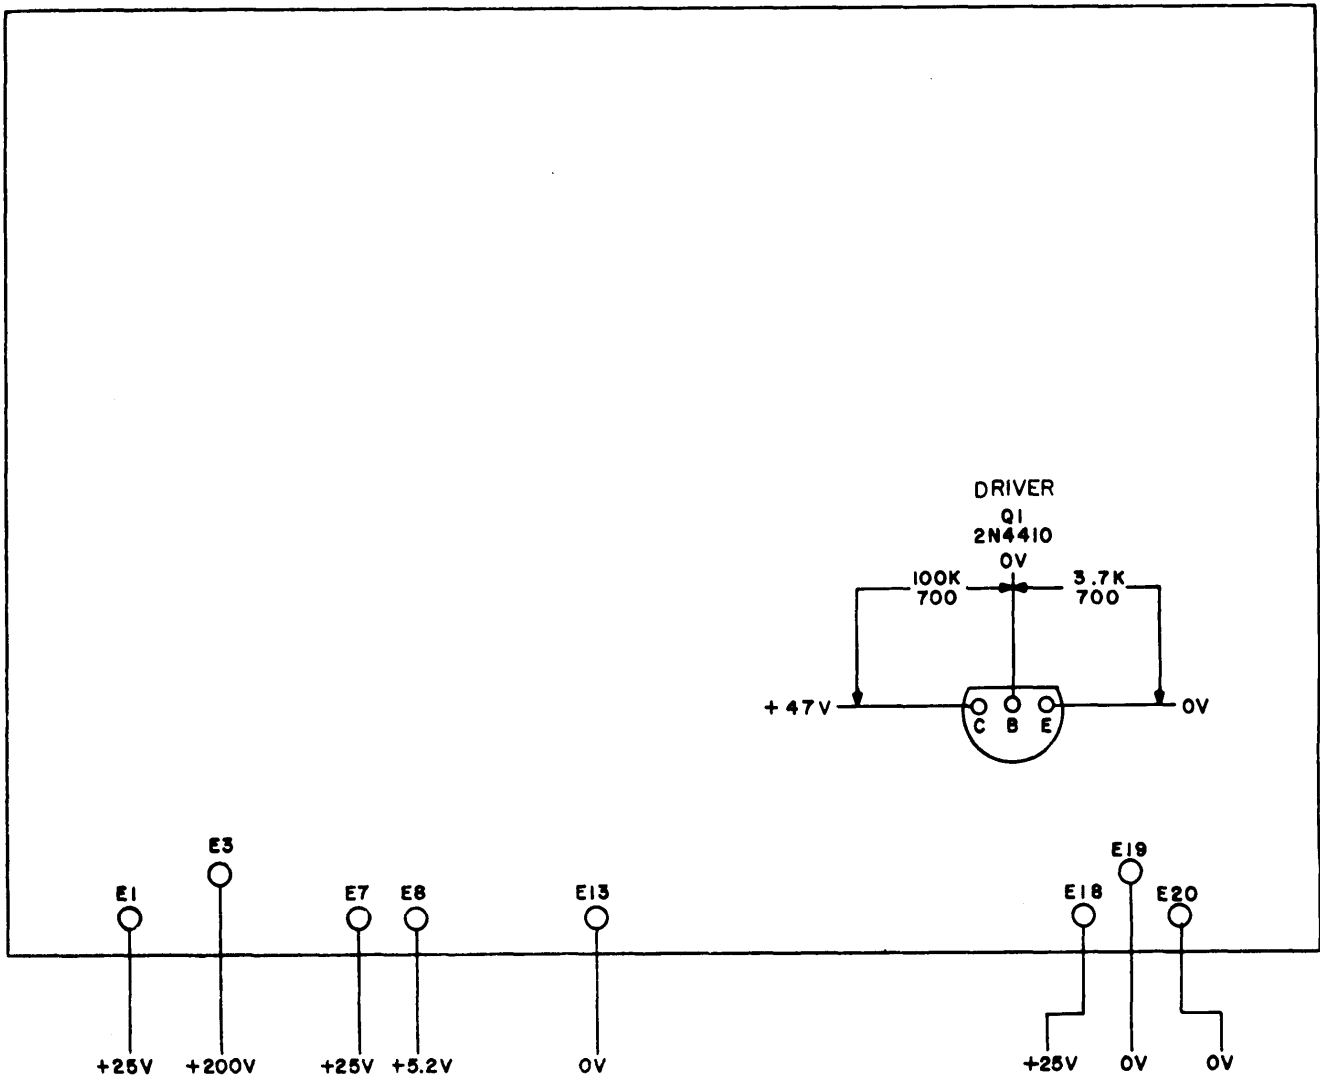 DRIVER
Q1
2N4410
0V
100K
700
3.7K
700
+47V
C B E
0V
E3
E1
E7
E8
E13
E19
E18
E20
+25V
+200V
+25V
+5.2V
0V
+25V
0V
0V